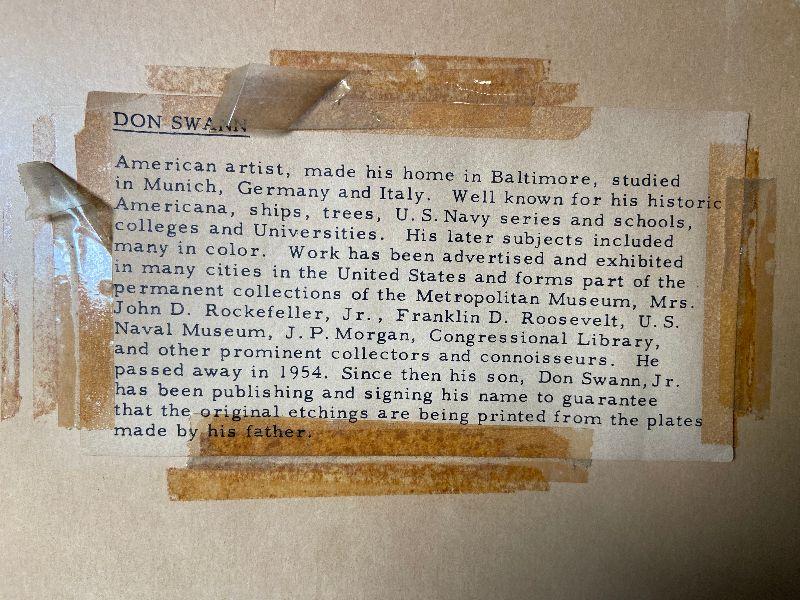 DON SWANN
American artist, made his home in Baltimore, studied
in Munich, Germany and Italy. Well known for his historic
Americana, ships, trees, U.S. Navy series and schools,
colleges and Universities. His later subjects included
many in color. Work has been advertised and exhibited
in many cities in the United States and forms part of the
permanent collections of the Metropolitan Museum, Mrs.
John D. Rockefeller, Jr., Franklin D. Roosevelt, U.S.
Naval Museum, J.P. Morgan, Congressional Library,
and other prominent collectors and connoisseurs. He
passed away in 1954. Since then his son, Don Swann, Jr.
has been publishing and signing his name to guarantee
that the original etchings are being printed from the plates
made by his father.